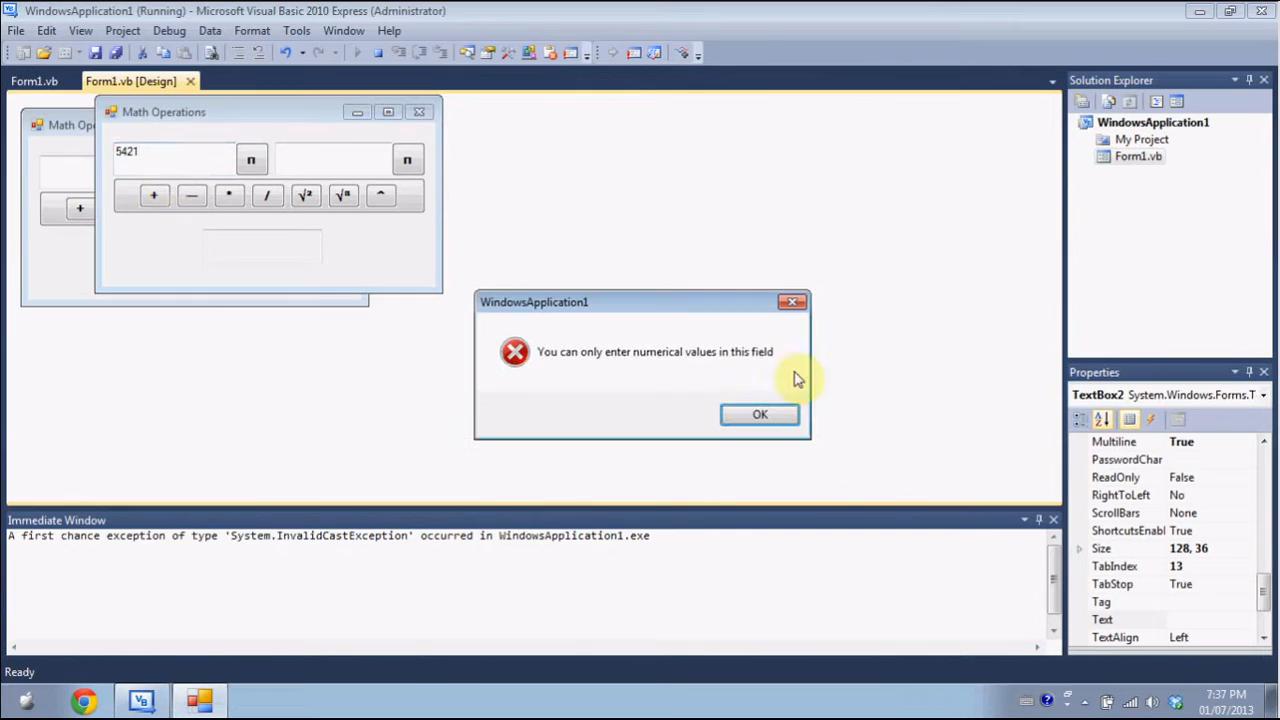 WindowsApplication1 (Running) - Microsoft Visual Basic 2010 Express (Administrator)
File Edit View Project Debug Format Tools Window Help
Form1.vb Form1.vb [Design]
Solution Explorer
WindowsApplication1
My Project
Form1.vb
Math Ope
+
Math Operations
5421 n n
+ — * / √² √ⁿ ^
WindowsApplication1
You can only enter numerical values in this field
OK
Properties
TextBox2 System.Windows.Forms.T
Multiline True
PasswordChar
ReadOnly False
RightToLeft No
ScrollBars None
ShortcutsEnabl True
Size 128, 36
TabIndex 13
TabStop True
Tag
Text
TextAlign Left
Immediate Window
A first chance exception of type 'System.InvalidCastException' occurred in WindowsApplication1.exe
Ready
VB
7:37 PM
01/07/2013